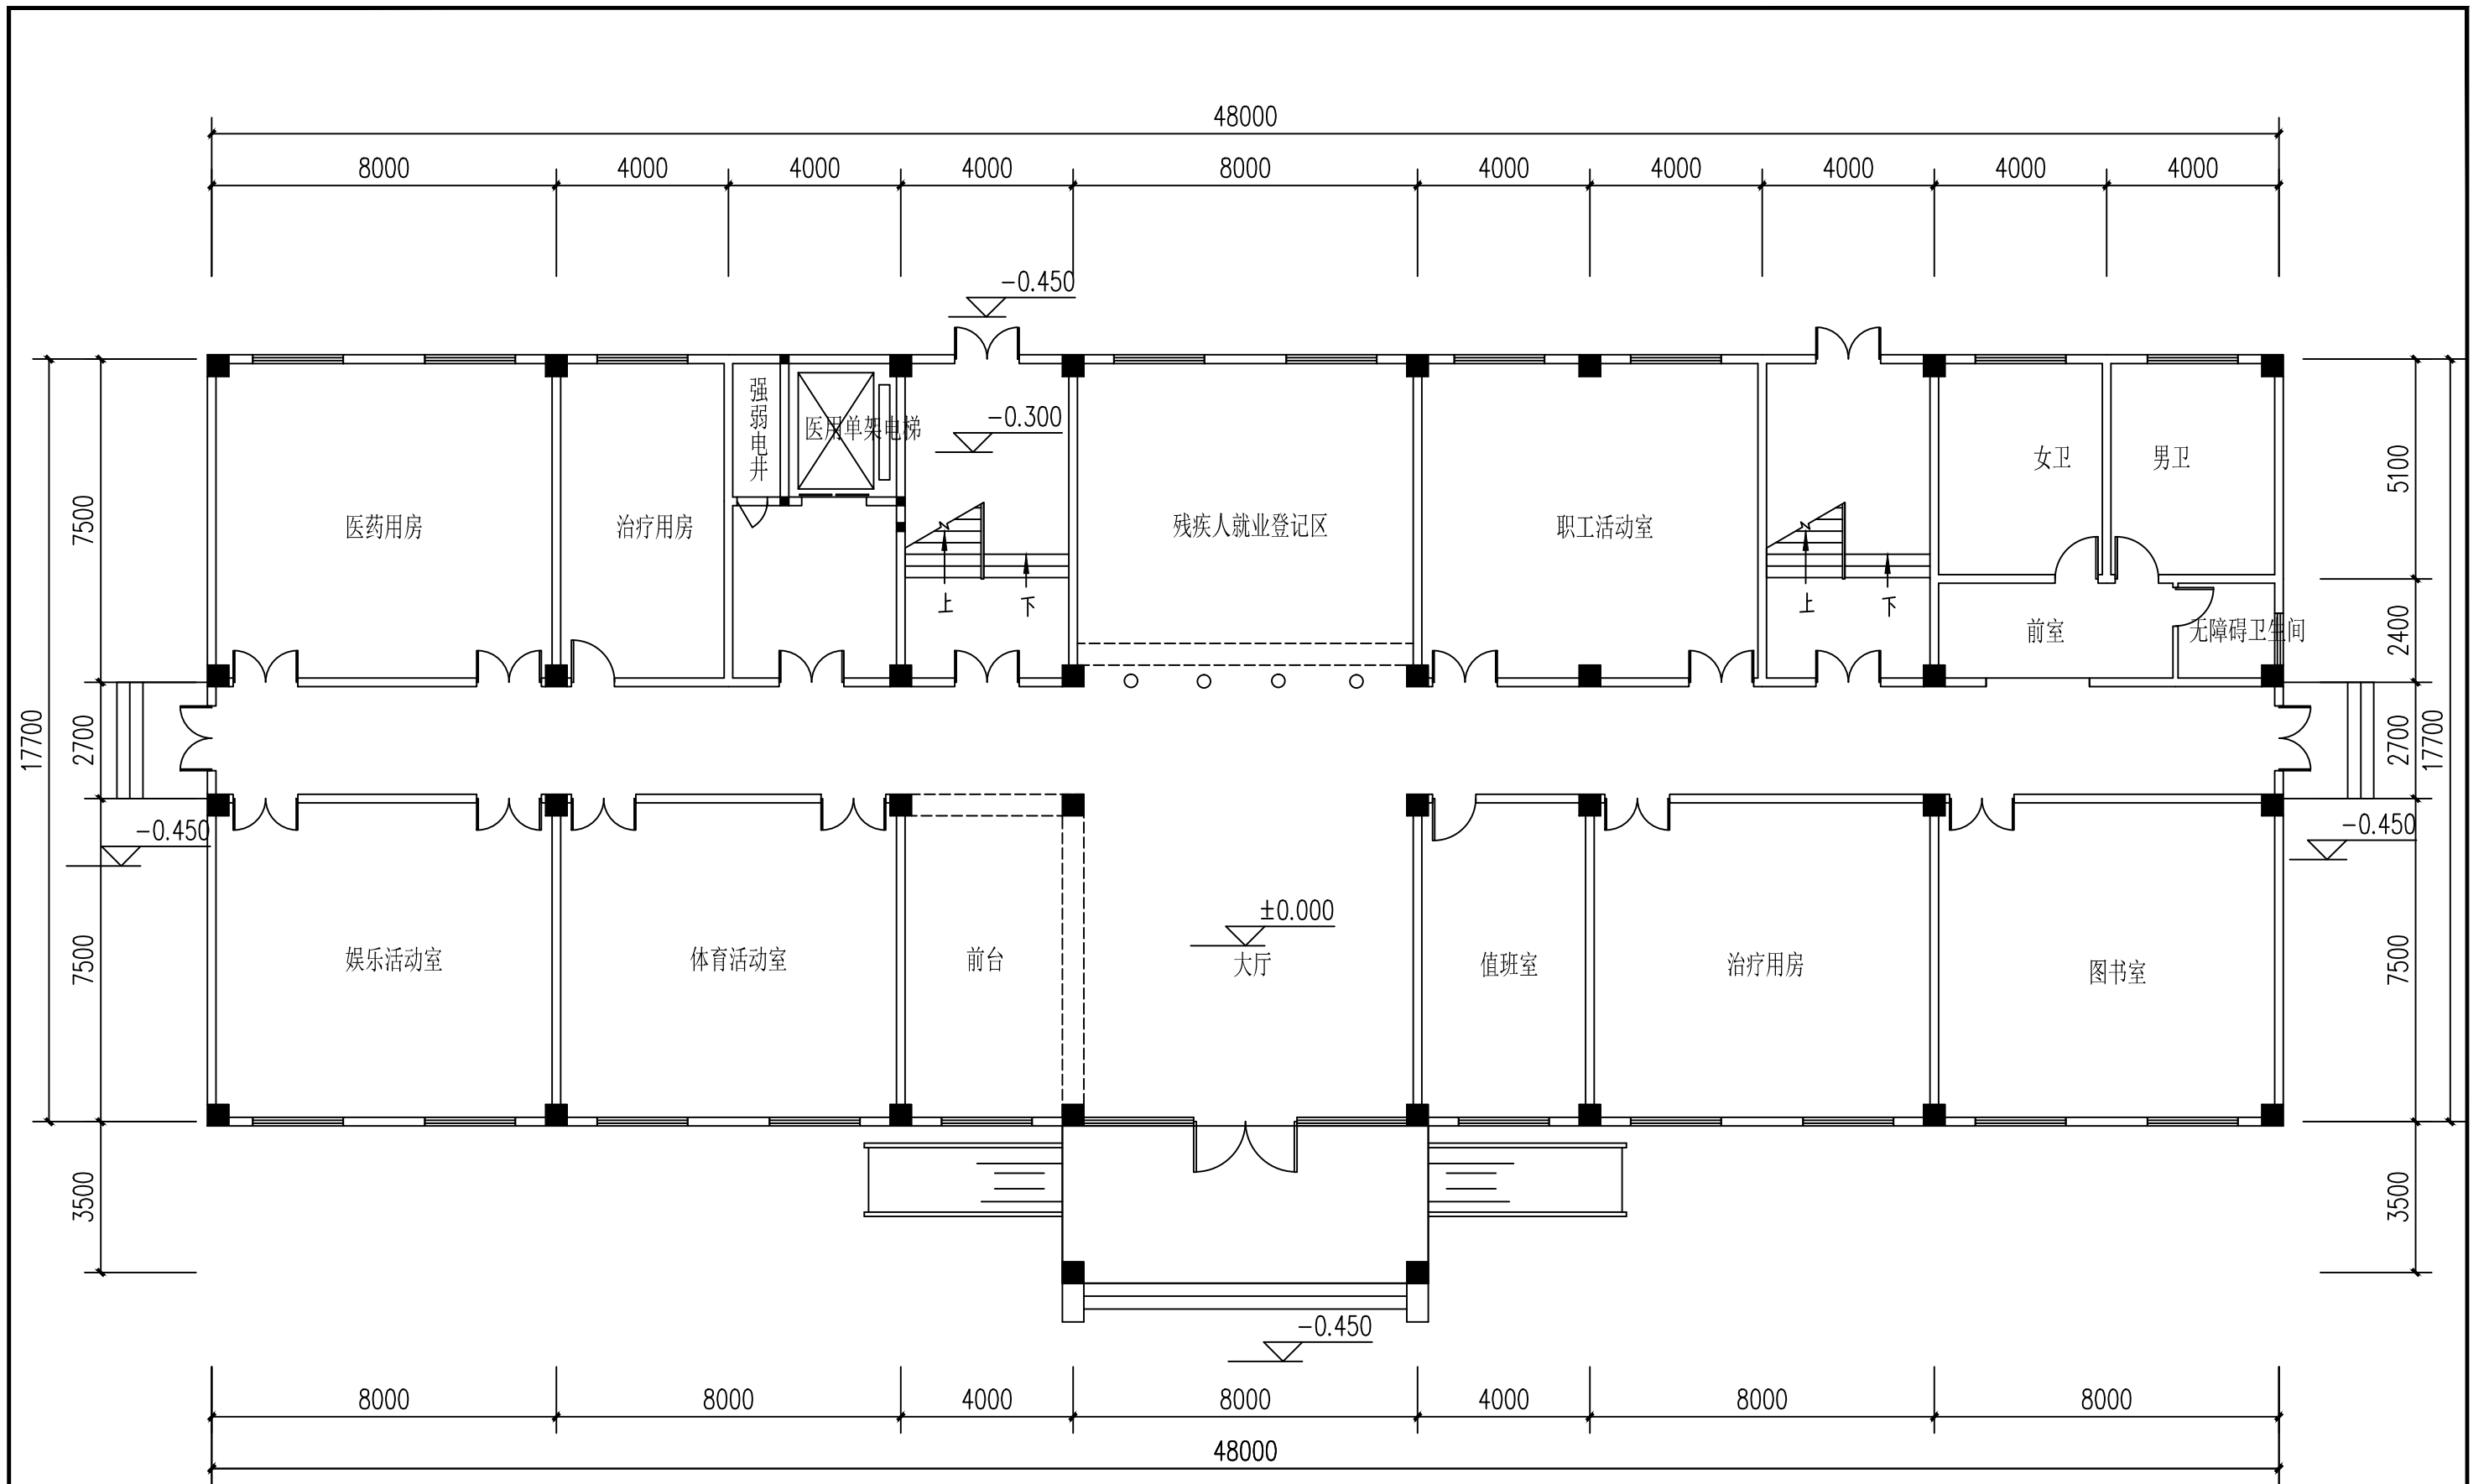 48000
8000 4000 4000 4000 8000 4000 4000 4000 4000 4000
-0.450
强弱电井
医用单架电梯
-0.300
女卫
男卫
医药用房
治疗用房
残疾人就业登记区
职工活动室
上
下
上
下
前室
无障碍卫生间
7500
2700
17700
7500
3500
5100
2400
2700
17700
7500
3500
-0.450
-0.450
±0.000
娱乐活动室
体育活动室
前台
大厅
值班室
治疗用房
图书室
-0.450
8000 8000 4000 8000 4000 8000 8000
48000